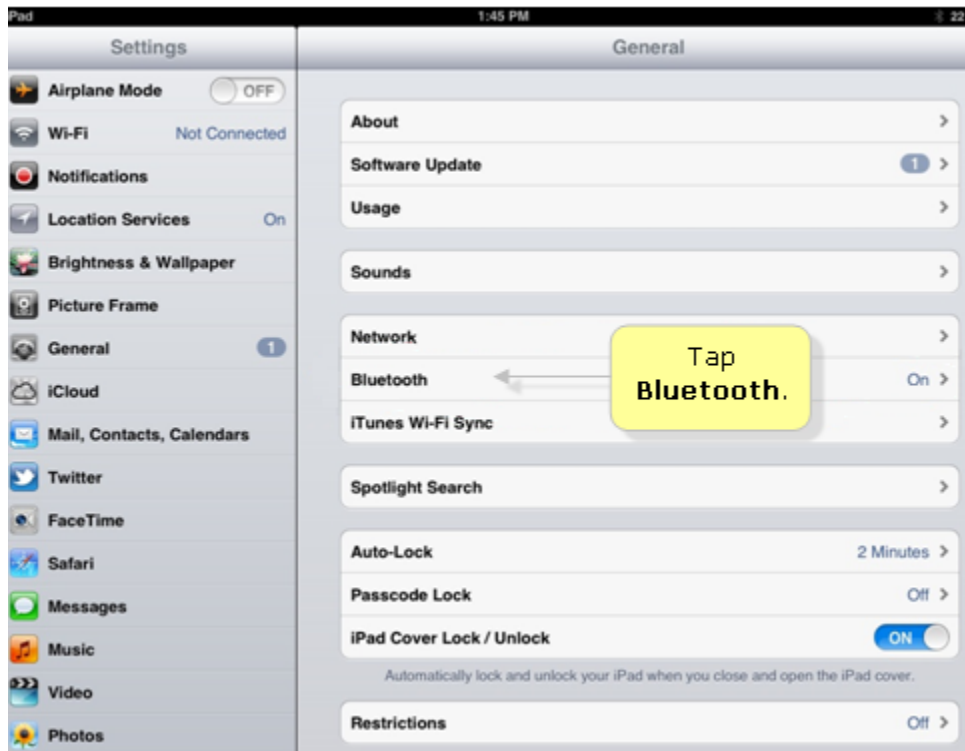 Pad
1:45 PM
22
Settings
General
Airplane Mode OFF
Wi-Fi Not Connected
Notifications
Location Services On
Brightness & Wallpaper
Picture Frame
General 1
iCloud
Mail, Contacts, Calendars
Twitter
FaceTime
Safari
Messages
Music
Video
Photos
About
Software Update 1
Usage
Sounds
Network
Bluetooth On
iTunes Wi-Fi Sync
Tap
Bluetooth.
Spotlight Search
Auto-Lock 2 Minutes
Passcode Lock Off
iPad Cover Lock / Unlock ON
Automatically lock and unlock your iPad when you close and open the iPad cover.
Restrictions Off